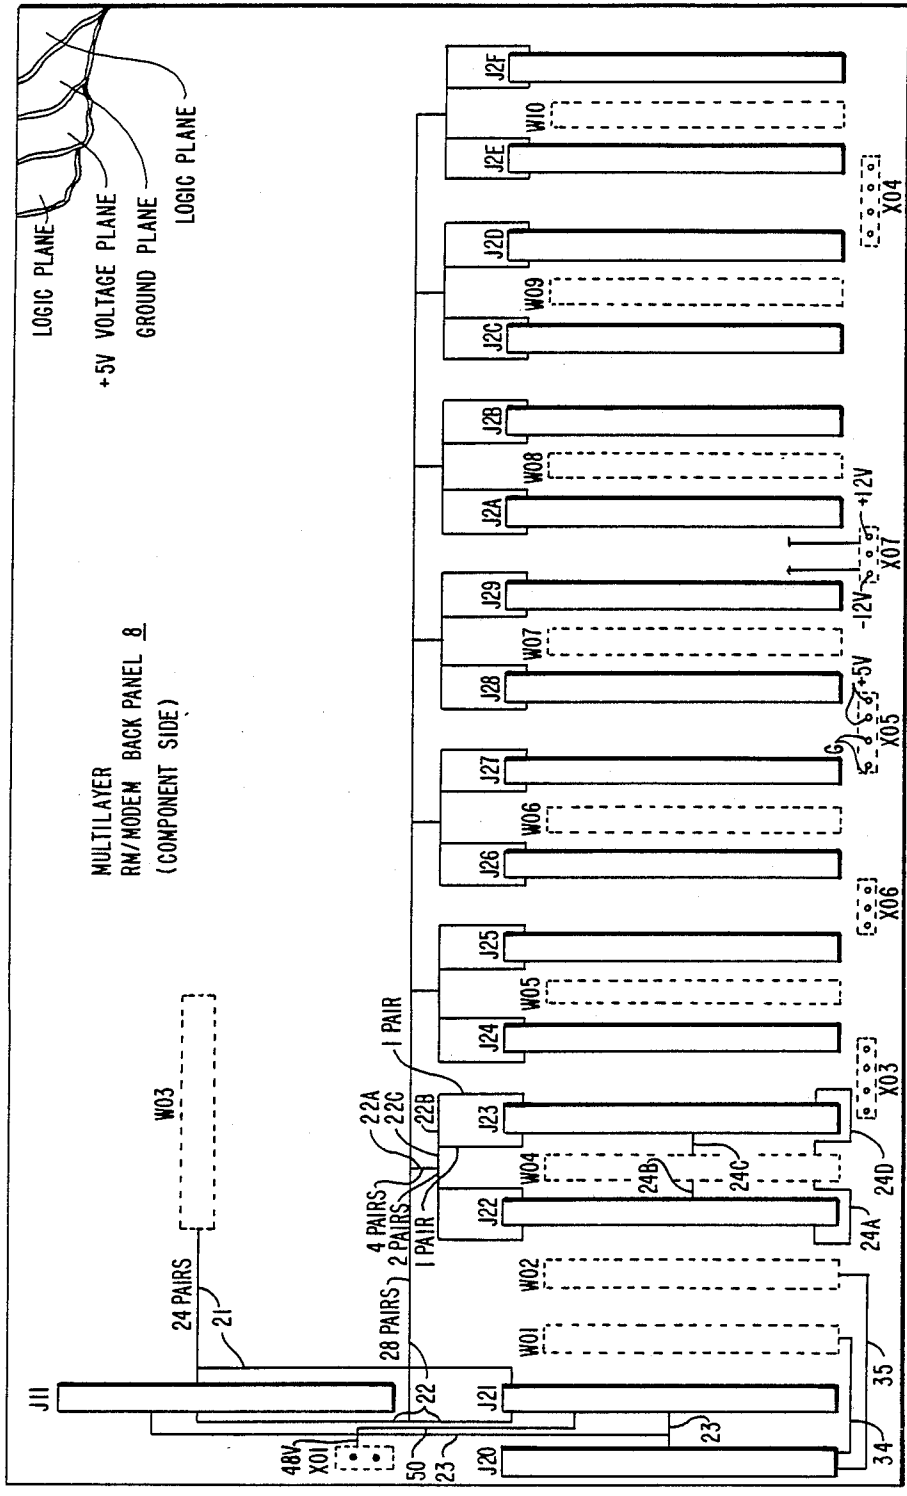 MULTILAYER
RM/MODEM BACK PANEL 8
(COMPONENT SIDE)
LOGIC PLANE
+5V VOLTAGE PLANE
GROUND PLANE
LOGIC PLANE
J11
24 PAIRS
21
W03
48V
X01
50
23
22
28 PAIRS
4 PAIRS
2 PAIRS
1 PAIR
22A
22C
22B
1 PAIR
J20
J21
W01
W02
J22
W04
J23
J24
W05
J25
J26
W06
J27
J28
W07
J29
J2A
W08
J2B
J2C
W09
J2D
J2E
W10
J2F
23
24B
24C
34
35
24A
24D
X03
X06
G
+5V
X05
-12V
+12V
X07
X04